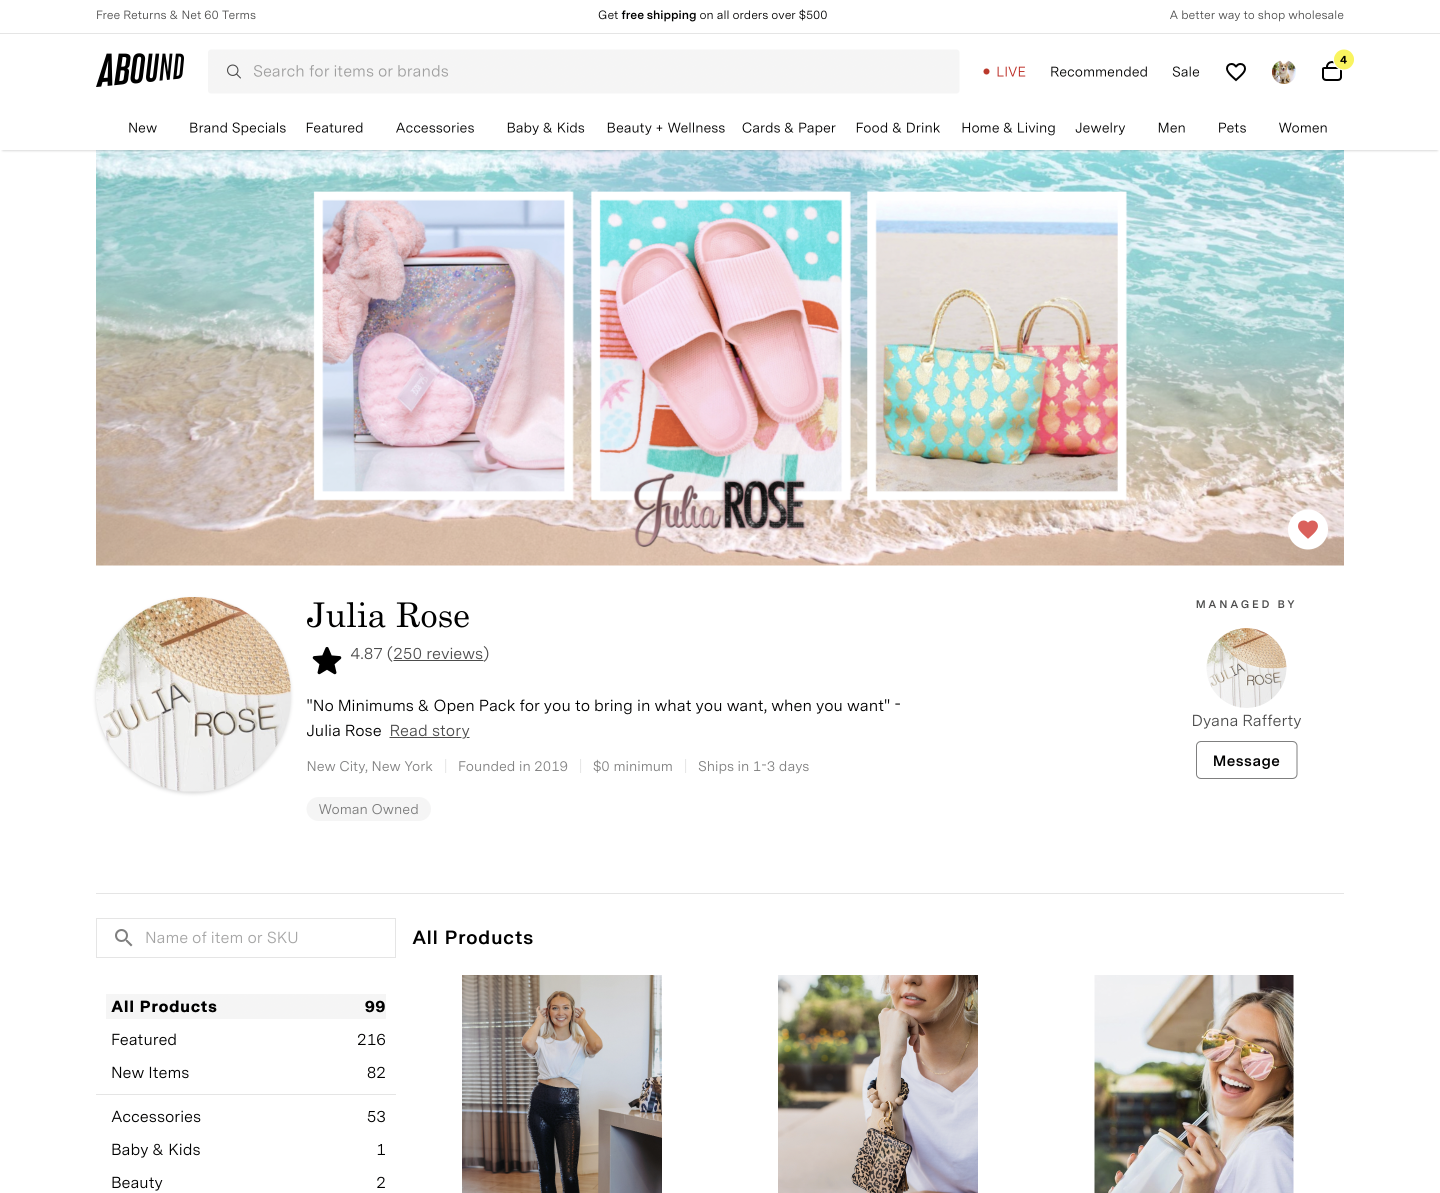 Free Returns & Net 60 Terms
Get free shipping on all orders over $500
A better way to shop wholesale
ABOUND
Search for items or brands
LIVE
Recommended
Sale
4
New
Brand Specials
Featured
Accessories
Baby & Kids
Beauty + Wellness
Cards & Paper
Food & Drink
Home & Living
Jewelry
Men
Pets
Women
Julia ROSE
JULIA
ROSE
Julia Rose
4.87 (250 reviews)
"No Minimums & Open Pack for you to bring in what you want, when you want" -
Julia Rose Read story
New City, New York
Founded in 2019
$0 minimum
Ships in 1-3 days
Woman Owned
MANAGED BY
JULIA
ROSE
Dyana Rafferty
Message
Name of item or SKU
All Products
All Products 99
Featured 216
New Items 82
Accessories 53
Baby & Kids 1
Beauty 2